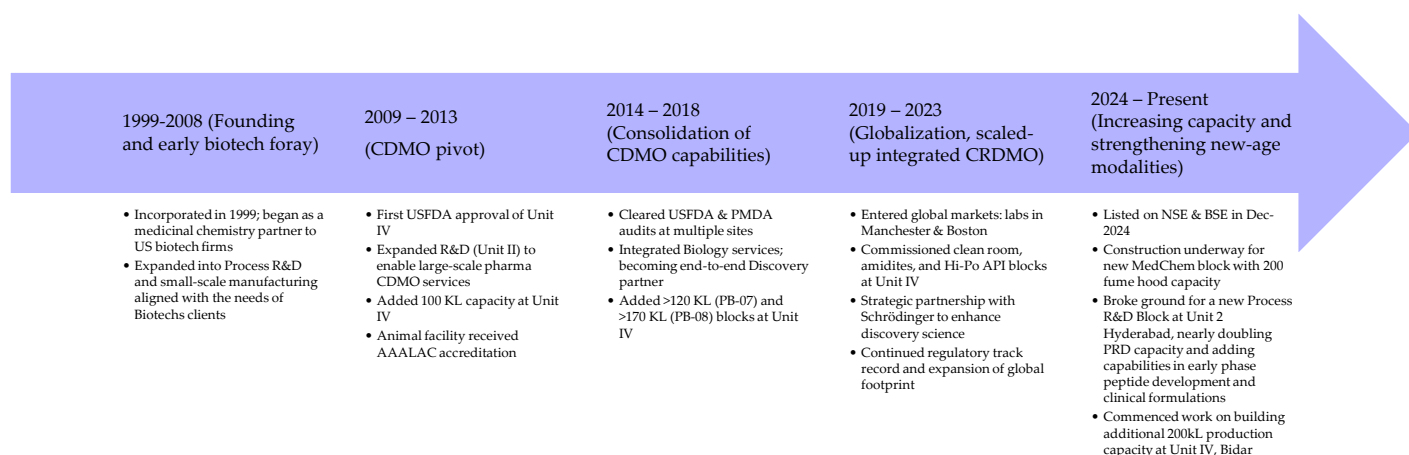 1999-2008 (Founding
and early biotech foray)
• Incorporated in 1999; began as a
medicinal chemistry partner to
US biotech firms
• Expanded into Process R&D
and small-scale manufacturing
aligned with the needs of
Biotechs clients
2009 – 2013
(CDMO pivot)
• First USFDA approval of Unit
IV
• Expanded R&D (Unit II) to
enable large-scale pharma
CDMO services
• Added 100 KL capacity at Unit
IV
• Animal facility received
AAALAC accreditation
2014 – 2018
(Consolidation of
CDMO capabilities)
• Cleared USFDA & PMDA
audits at multiple sites
• Integrated Biology services;
becoming end-to-end Discovery
partner
• Added >120 KL (PB-07) and
>170 KL (PB-08) blocks at Unit
IV
2019 – 2023
(Globalization, scaled-
up integrated CRDMO)
• Entered global markets: labs in
Manchester & Boston
• Commissioned clean room,
amidites, and Hi-Po API blocks
at Unit IV
• Strategic partnership with
Schrödinger to enhance
discovery science
• Continued regulatory track
record and expansion of global
footprint
2024 – Present
(Increasing capacity and
strengthening new-age
modalities)
• Listed on NSE & BSE in Dec-
2024
• Construction underway for
new MedChem block with 200
fume hood capacity
• Broke ground for a new Process
R&D Block at Unit 2
Hyderabad, nearly doubling
PRD capacity and adding
capabilities in early phase
peptide development and
clinical formulations
• Commenced work on building
additional 200kL production
capacity at Unit IV, Bidar